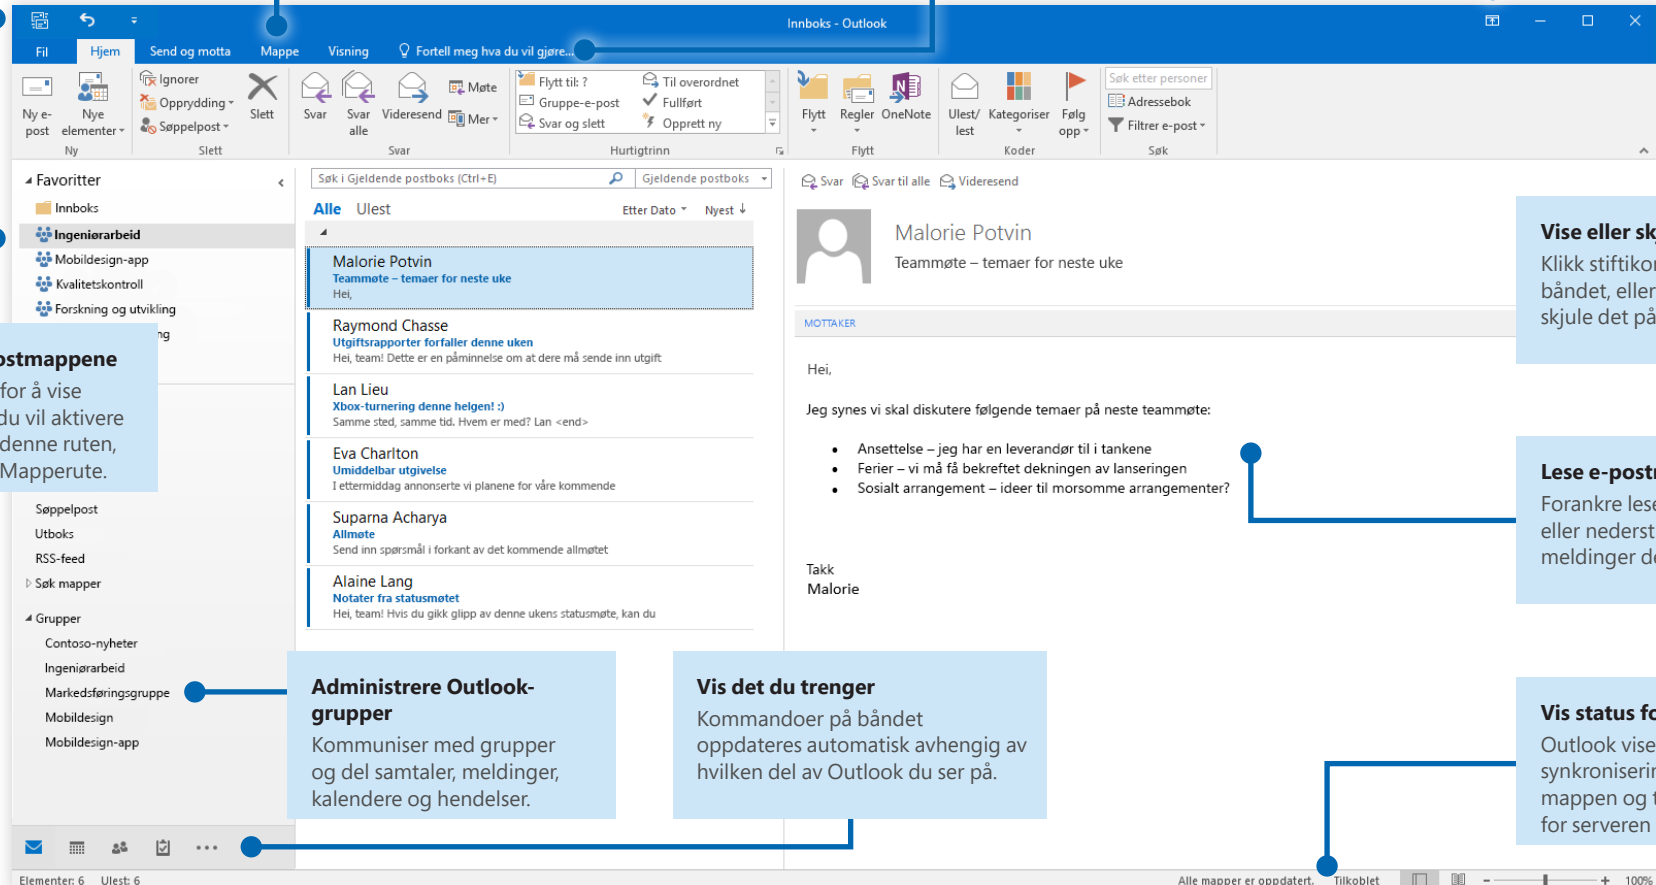 Innboks - Outlook
Fil Hjem Send og motta Mappe Visning Fortell meg hva du vil gjøre...
Ny e-post
Nye elementer
Ny
Ignorer
Opprydding
Søppelpost
Slett
Slett
Svar
Svar alle
Videresend
Møte
Mer
Svar
Flytt til: ?
Gruppe-e-post
Svar og slett
Til overordnet
Fullført
Opprett ny
Hurtigtrinn
Flytt
Regler
OneNote
Flytt
Ulest/ lest
Kategoriser
Følg opp
Koder
Søk etter personer
Adressebok
Filtrer e-post
Søk
Favoritter
Innboks
Ingeniørarbeid
Mobildesign-app
Kvalitetskontroll
Forskning og utvikling
ng
ostmappene
for å vise
du vil aktivere
denne ruten,
Mapperute.
Søppelpost
Utboks
RSS-feed
Søk mapper
Grupper
Contoso-nyheter
Ingeniørarbeid
Markedsføringsgruppe
Mobildesign
Mobildesign-app
Søk i Gjeldende postboks (Ctrl+E) Gjeldende postboks
Alle Ulest Etter Dato Nyest ↓
Malorie Potvin
Teammøte – temaer for neste uke
Hei,
Raymond Chasse
Utgiftsrapporter forfaller denne uken
Hei, team! Dette er en påminnelse om at dere må sende inn utgift
Lan Lieu
Xbox-turnering denne helgen! :)
Samme sted, samme tid. Hvem er med? Lan <end>
Eva Charlton
Umiddelbar utgivelse
I ettermiddag annonserte vi planene for våre kommende
Suparna Acharya
Allmøte
Send inn spørsmål i forkant av det kommende allmøtet
Alaine Lang
Notater fra statusmøtet
Hei, team! Hvis du gikk glipp av denne ukens statusmøte, kan du
Svar Svar til alle Videresend
Malorie Potvin
Teammøte – temaer for neste uke
MOTTAKER
Hei,
Jeg synes vi skal diskutere følgende temaer på neste teammøte:
• Ansettelse – jeg har en leverandør til i tankene
• Ferier – vi må få bekreftet dekningen av lanseringen
• Sosialt arrangement – ideer til morsomme arrangementer?
Takk
Malorie
Vise eller skj
Klikk stiftikon
båndet, eller
skjule det på
Lese e-postm
Forankre lese
eller nederst
meldinger de
Administrere Outlook-
grupper
Kommuniser med grupper
og del samtaler, meldinger,
kalendere og hendelser.
Vis det du trenger
Kommandoer på båndet
oppdateres automatisk avhengig av
hvilken del av Outlook du ser på.
Vis status fo
Outlook vise
synkroniserin
mappen og t
for serveren
Elementer: 6 Ulest: 6
Alle mapper er oppdatert. Tilkoblet 100%